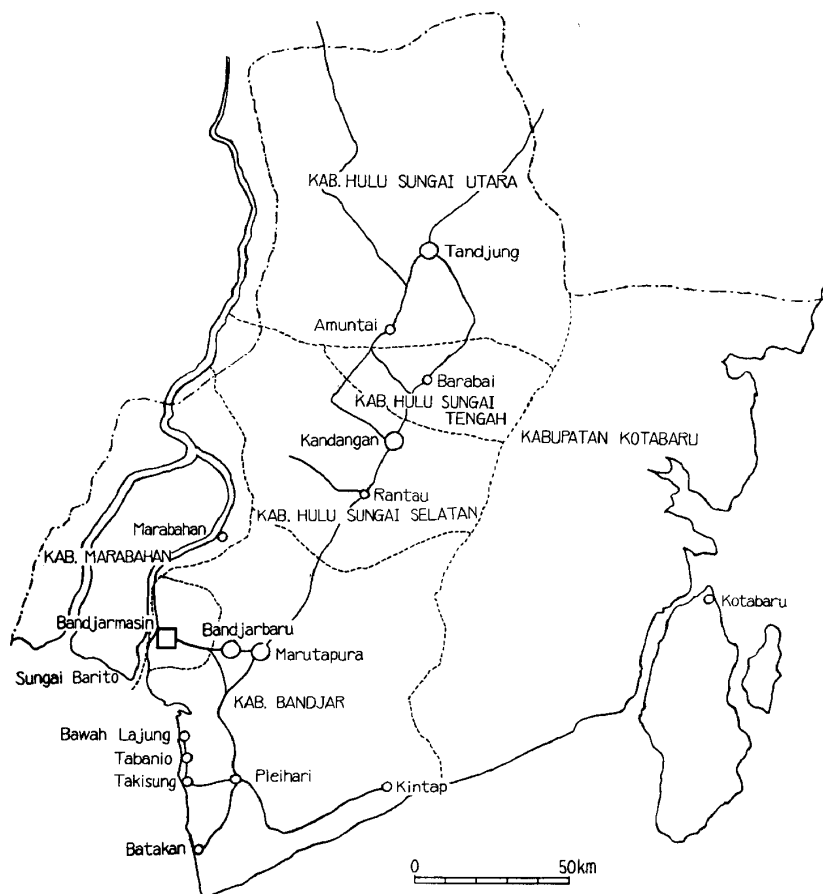 KAB. HULU SUNGAI UTARA
Tandjung
Amuntai
Barabai
KAB. HULU SUNGAI
TENGAH
Kandangan
KABUPATAN KOTABARU
Rantau
KAB. HULU SUNGAI SELATAN
Marabahan
KAB. MARABAHAN
Kotabaru
Bandjarmasin
Bandjarbaru
Marutapura
Sungai Barito
KAB. BANDJAR
Bawah Lajung
Tabanio
Takisung
Pleihari
Kintap
Batakan
0 50km